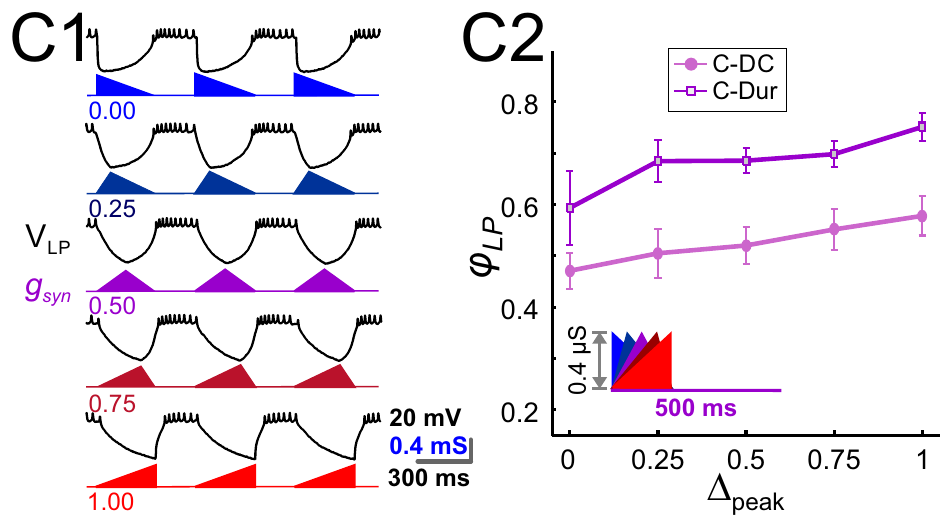 C1
0.00
0.25
V_LP
g_syn
0.50
0.75
1.00
20 mV
0.4 mS
300 ms
C2
C-DC
C-Dur
φ_LP
0.8
0.6
0.4
0.2
0.4 μS
500 ms
0 0.25 0.5 0.75 1
Δ_peak